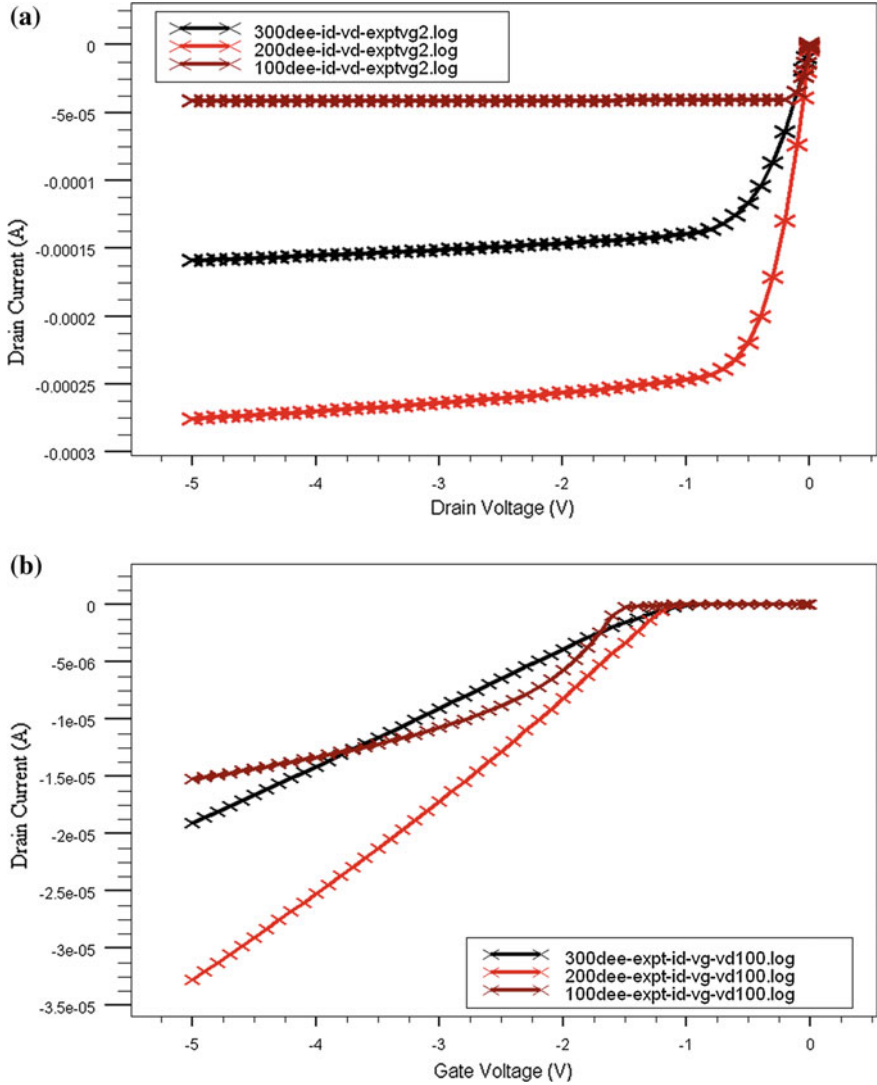 (a)
300dee-id-vd-exptvg2.log
200dee-id-vd-exptvg2.log
100dee-id-vd-exptvg2.log
0
-5e-05
-0.0001
-0.00015
-0.0002
-0.00025
-0.0003
Drain Current (A)
-5 -4 -3 -2 -1 0
Drain Voltage (V)
(b)
0
-5e-06
-1e-05
-1.5e-05
-2e-05
-2.5e-05
-3e-05
-3.5e-05
Drain Current (A)
300dee-expt-id-vg-vd100.log
200dee-expt-id-vg-vd100.log
100dee-expt-id-vg-vd100.log
-5 -4 -3 -2 -1 0
Gate Voltage (V)